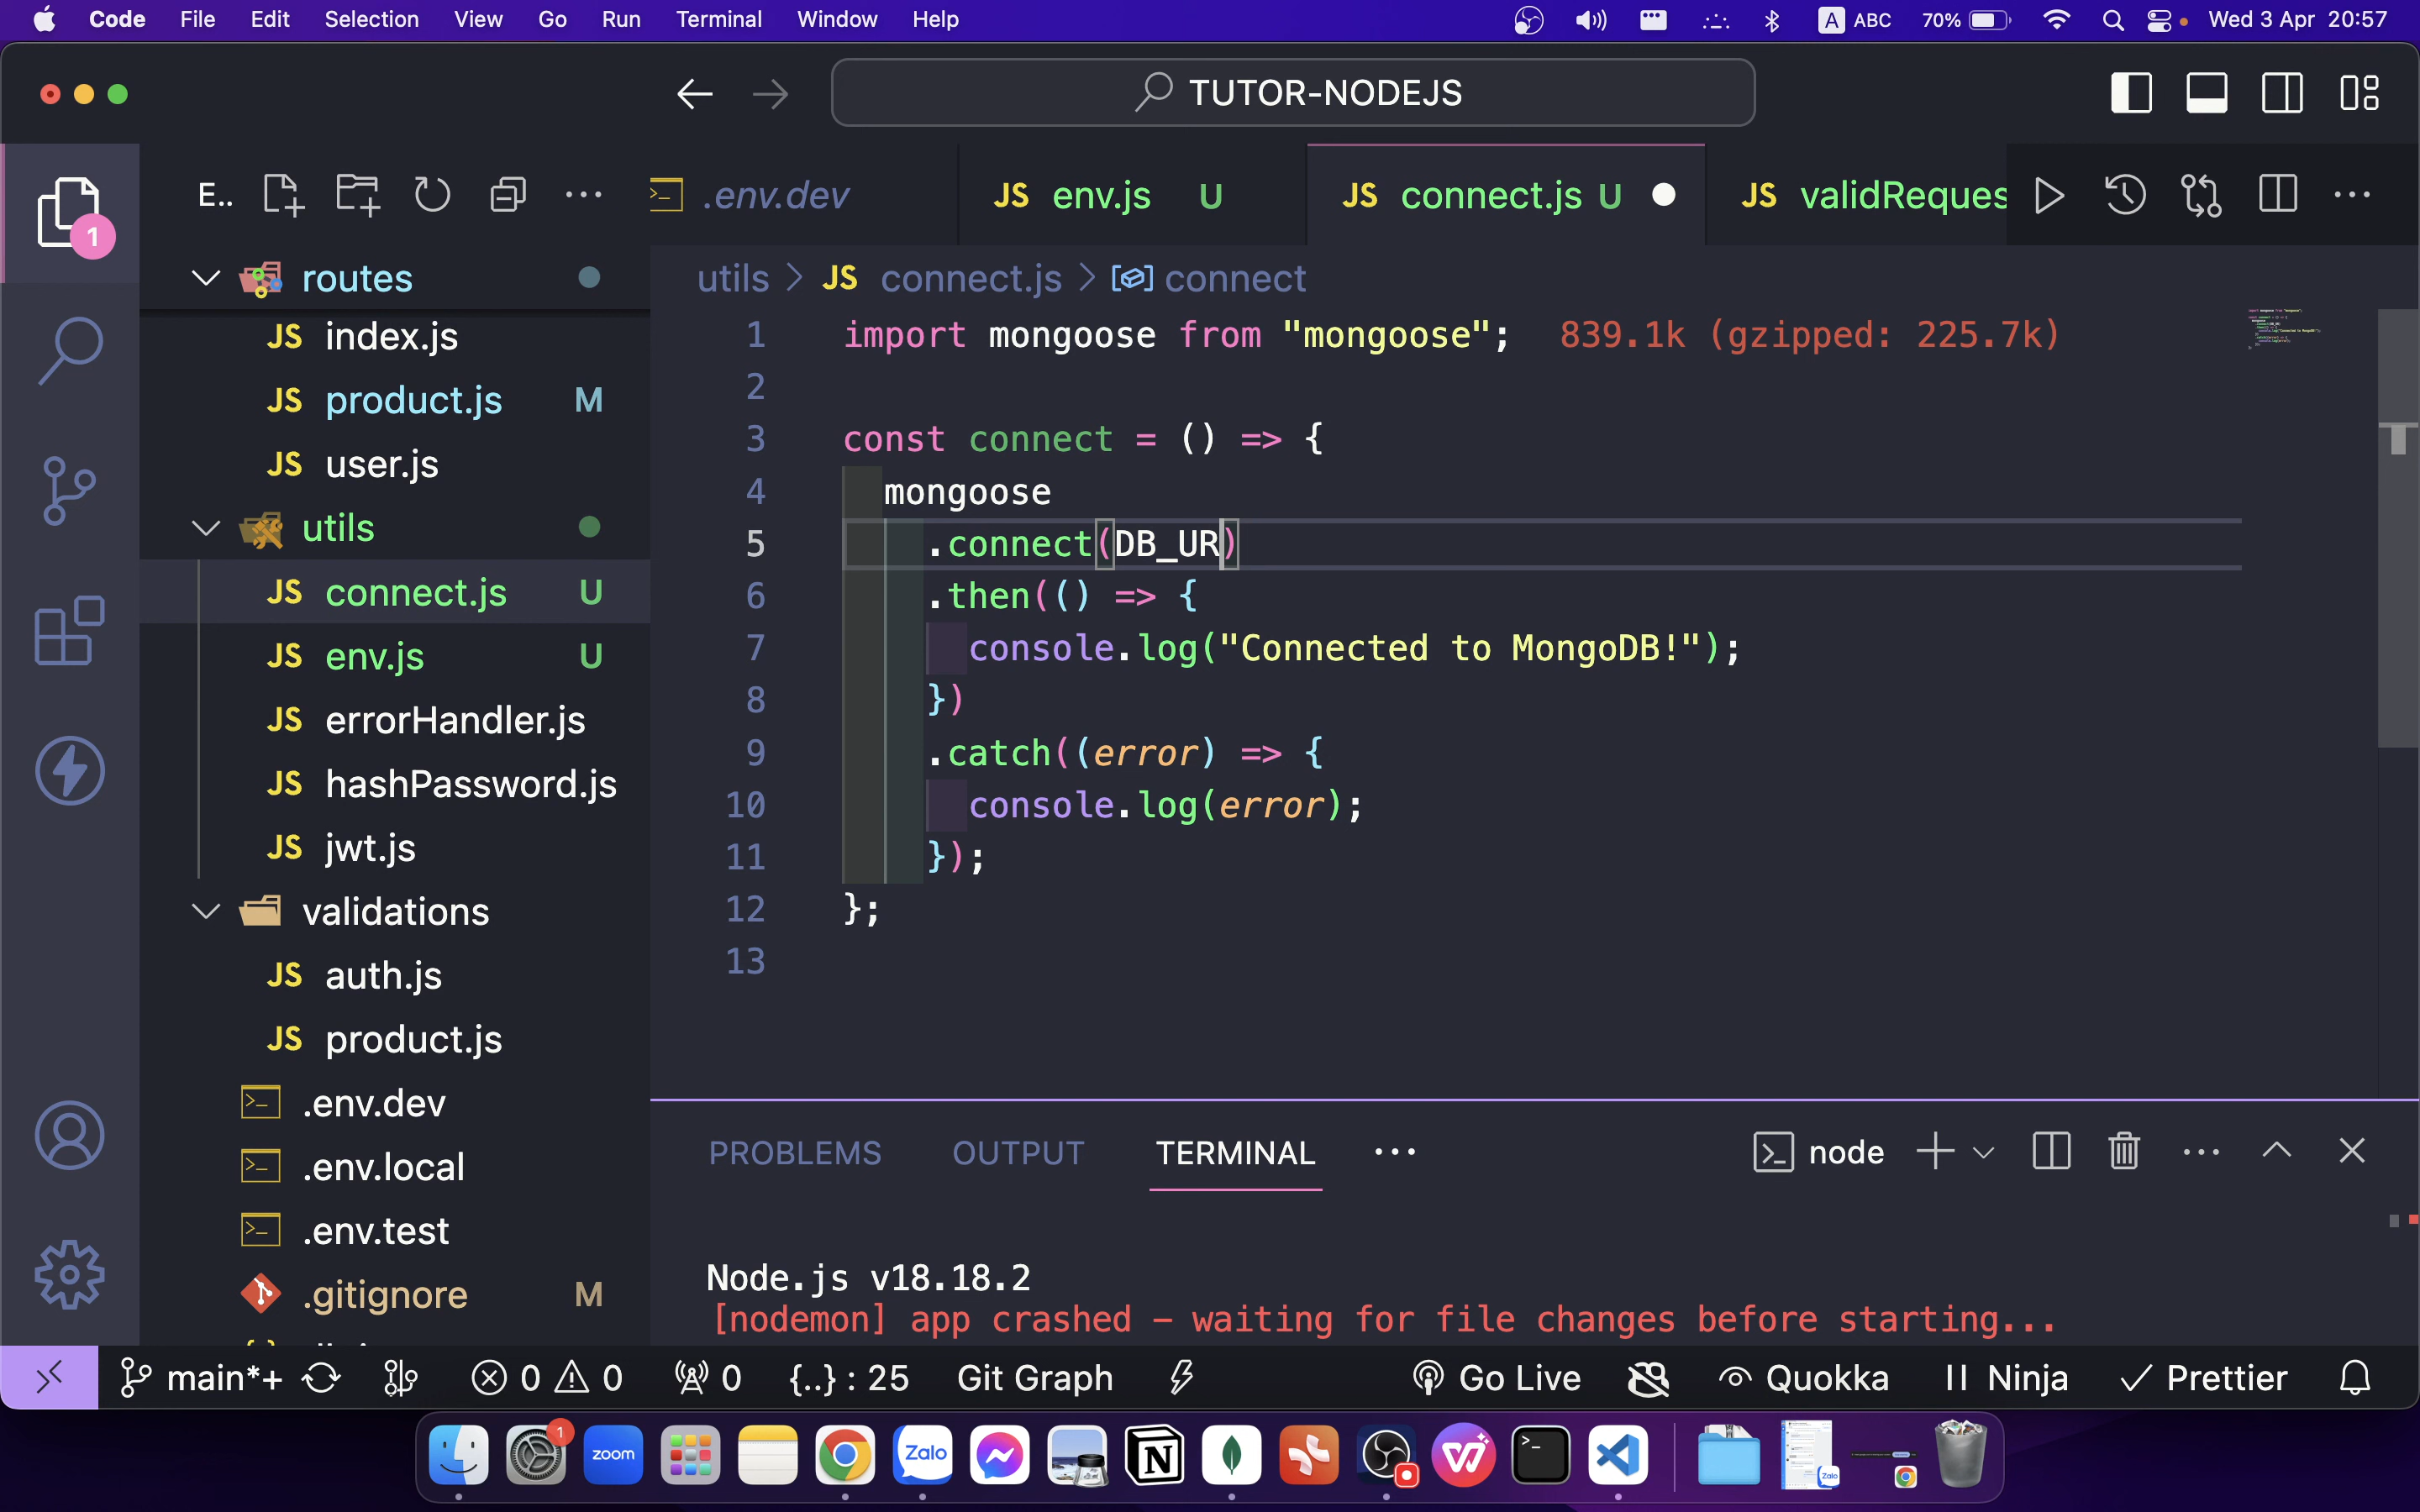 Code File Edit Selection View Go Run Terminal Window Help A ABC 70% Wed 3 Apr 20:57
TUTOR-NODEJS
E..
.env.dev JS env.js U JS connect.js U JS validReques
1
routes
JS index.js
JS product.js M
JS user.js
utils
JS connect.js U
JS env.js U
JS errorHandler.js
JS hashPassword.js
JS jwt.js
validations
JS auth.js
JS product.js
.env.dev
.env.local
.env.test
.gitignore M
utils > JS connect.js > connect
1 import mongoose from "mongoose"; 839.1k (gzipped: 225.7k)
2
3 const connect = () => {
4 mongoose
5 .connect(DB_UR)
6 .then(() => {
7 console.log("Connected to MongoDB!");
8 })
9 .catch((error) => {
10 console.log(error);
11 });
12 };
13
PROBLEMS OUTPUT TERMINAL ... node
Node.js v18.18.2
[nodemon] app crashed - waiting for file changes before starting...
main*+ 0 0 0 {..} : 25 Git Graph Go Live Quokka Ninja Prettier
1
zoom Zalo N W